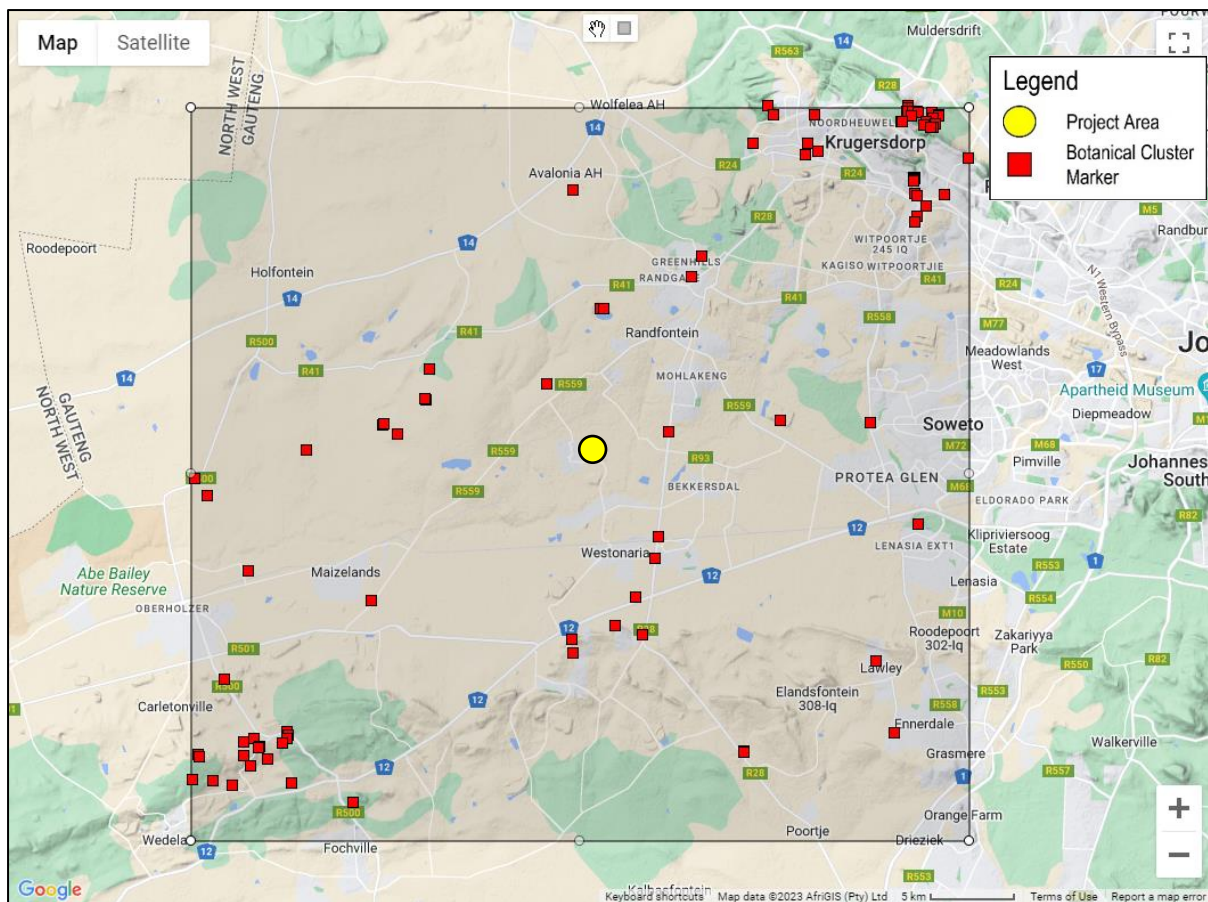 Map
Satellite
Muldersdrift
R563
14
R28
Legend
Project Area
Botanical Cluster
Marker
NORTH WEST
GAUTENG
Wolfelea AH
14
NOORDHEUWEL
Krugersdorp
R24
R24
Avalonia AH
R28
M5
Randbur
WITPOORTJE
245 IQ
Roodepoort
14
GREENHILLS
RANDGATE
KAGISO
WITPOORTJIE
N1 Western Bypass
Holfontein
14
R41
R41
R24
R558
R41
Randfontein
M77
R500
Meadowlands
West
Jo
R41
MOHLAKENG
17
14
R559
Apartheid Museum
R559
Diepmeadow
GAUTENG
NORTH WEST
Soweto
M72
M68
R559
R93
Pimville
Johannes
South
BEKKERSDAL
PROTEA GLEN
R559
ELDORADO PARK
R82
12
Westonaria
LENASIA EXT1
Klipriviersoog
Estate
1
R553
Abe Bailey
Nature Reserve
Maizelands
12
Lenasia
R554
OBERHOLZER
M10
12
Roodepoort
302-Iq
Zakariyya
Park
R501
R82
R550
Lawley
R500
Elandsfontein
308-Iq
R553
Carletonville
12
R558
Ennerdale
Walkerville
Grasmere
12
R28
1
R557
R500
Orange Farm
Poortje
Drieziek
Wedela
12
Fochville
R553
Google
Keyboard shortcuts
Map data ©2023 AfriGIS (Pty) Ltd
5 km
Terms of Use
Report a map error